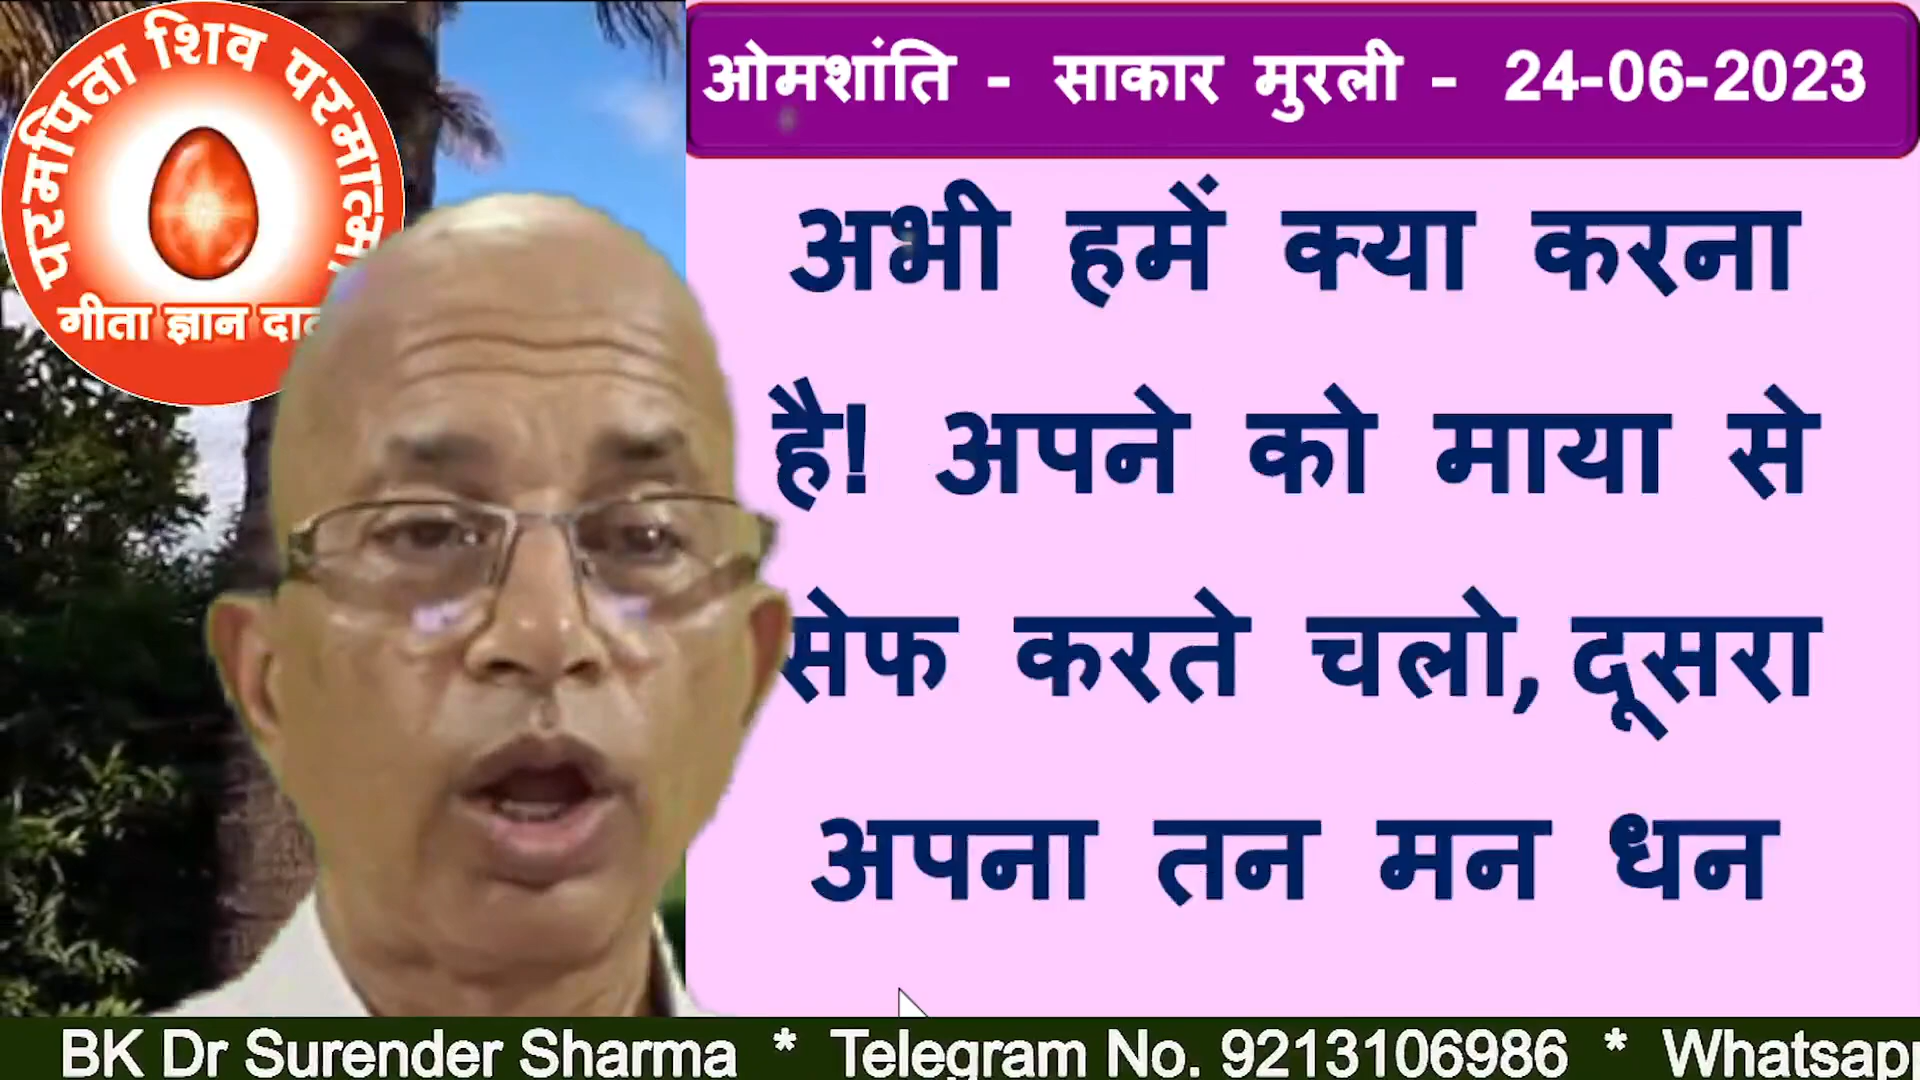 परमपिता शिव परमात्मा
गीता ज्ञान
ओमशांति - साकार मुरली - 24-06-2023
अभी हमें क्या करना
है! अपने को माया से
सेफ करते चलो, दूसरा
अपना तन मन धन
BK Dr Surender Sharma * Telegram No. 9213106986 * Whatsapp